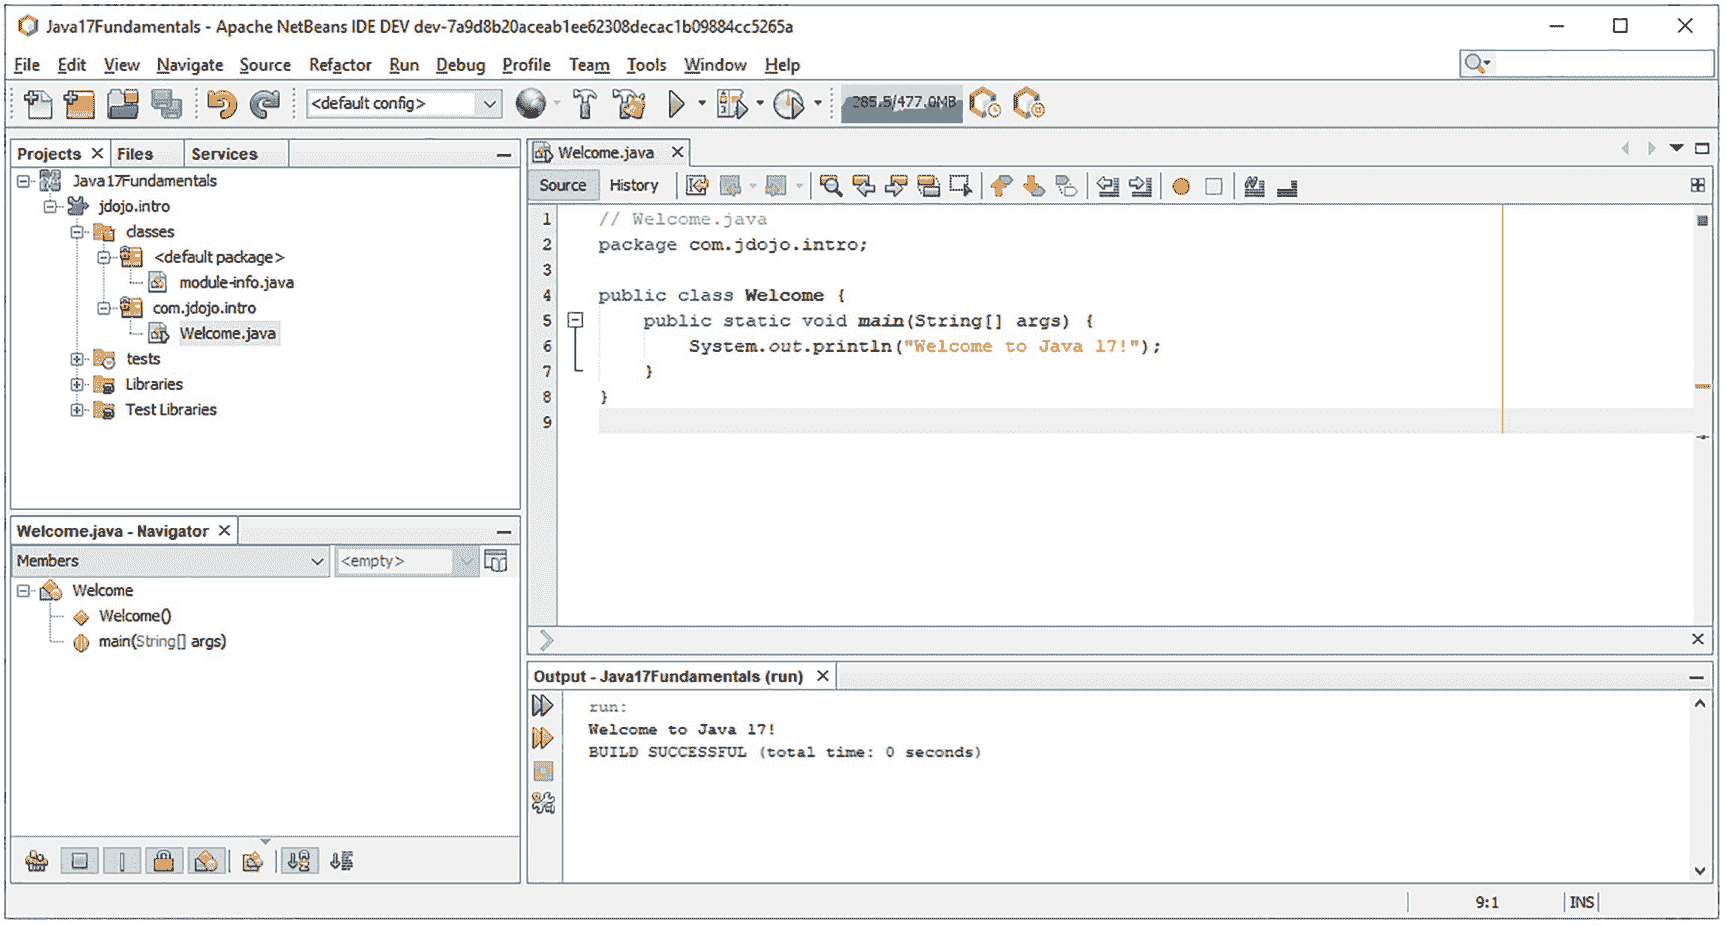 Java17Fundamentals - Apache NetBeans IDE DEV dev-7a9d8b20aceab1ee62308decac1b09884cc5265a
File Edit View Navigate Source Refactor Run Debug Profile Team Tools Window Help
<default config>
285.5/477.0MB
Projects Files Services
Java17Fundamentals
jdojo.intro
classes
<default package>
module-info.java
com.jdojo.intro
Welcome.java
tests
Libraries
Test Libraries
Welcome.java - Navigator
Members <empty>
Welcome
Welcome()
main(String[] args)
Welcome.java
Source History
1 // Welcome.java
2 package com.jdojo.intro;
3
4 public class Welcome {
5 public static void main(String[] args) {
6 System.out.println("Welcome to Java 17!");
7 }
8 }
9
Output - Java17Fundamentals (run)
run:
Welcome to Java 17!
BUILD SUCCESSFUL (total time: 0 seconds)
9:1 INS